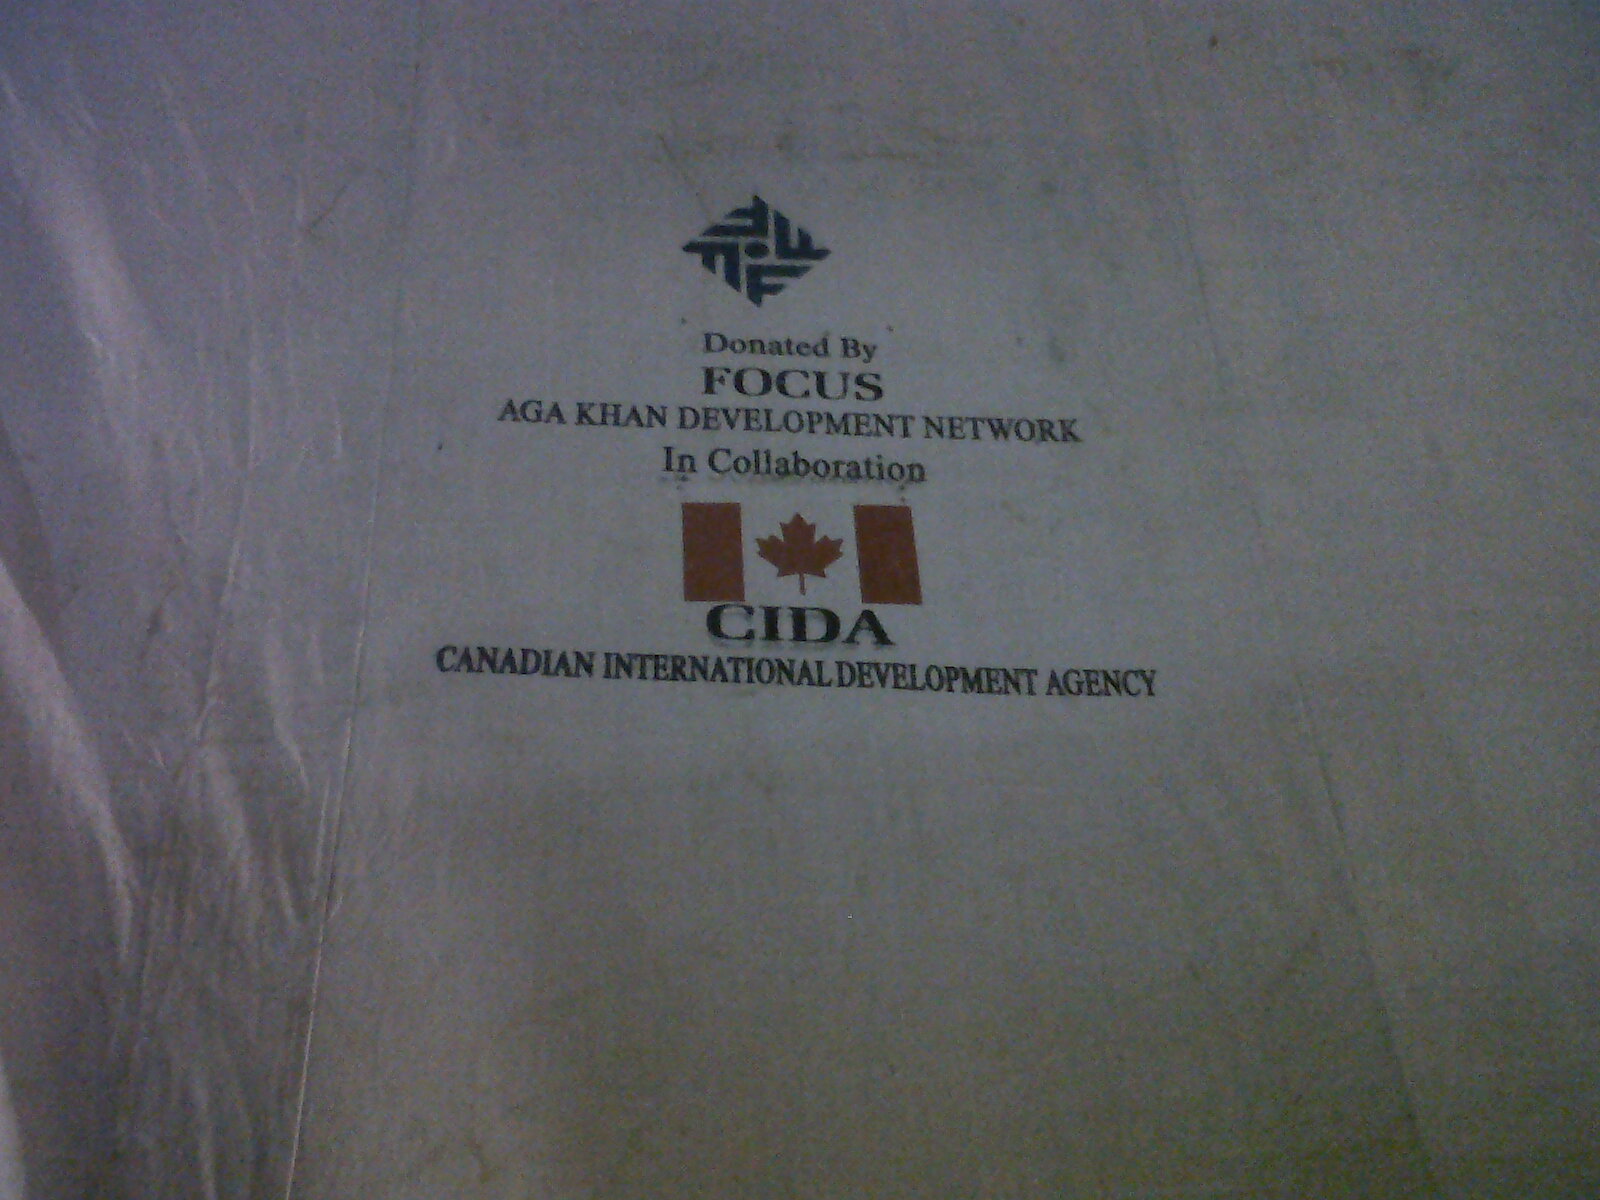 Donated By
FOCUS
AGA KHAN DEVELOPMENT NETWORK
In Collaboration
CIDA
CANADIAN INTERNATIONAL DEVELOPMENT AGENCY